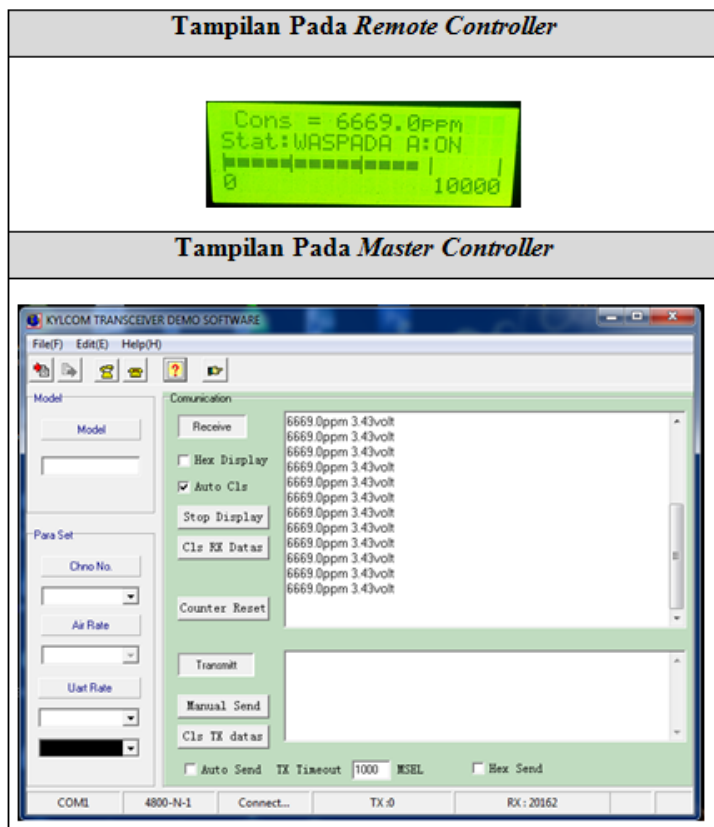 Tampilan Pada Remote Controller
Cons = 6669.0PPM
Stat:WASPADA A:ON
0 10000
Tampilan Pada Master Controller
KYLCOM TRANSCEIVER DEMO SOFTWARE
File(F) Edit(E) Help(H)
Model
Model
Para Set
Chno No.
Air Rate
Uart Rate
Comunication
Receive
Hex Display
Auto Cls
Stop Display
Cls RX Datas
Counter Reset
6669.0ppm 3.43volt
6669.0ppm 3.43volt
6669.0ppm 3.43volt
6669.0ppm 3.43volt
6669.0ppm 3.43volt
6669.0ppm 3.43volt
6669.0ppm 3.43volt
6669.0ppm 3.43volt
6669.0ppm 3.43volt
6669.0ppm 3.43volt
6669.0ppm 3.43volt
6669.0ppm 3.43volt
Transmitt
Manual Send
Cls TX datas
Auto Send TX Timeout 1000 MSEL Hex Send
COM1 4800-N-1 Connect... TX :0 RX : 20162